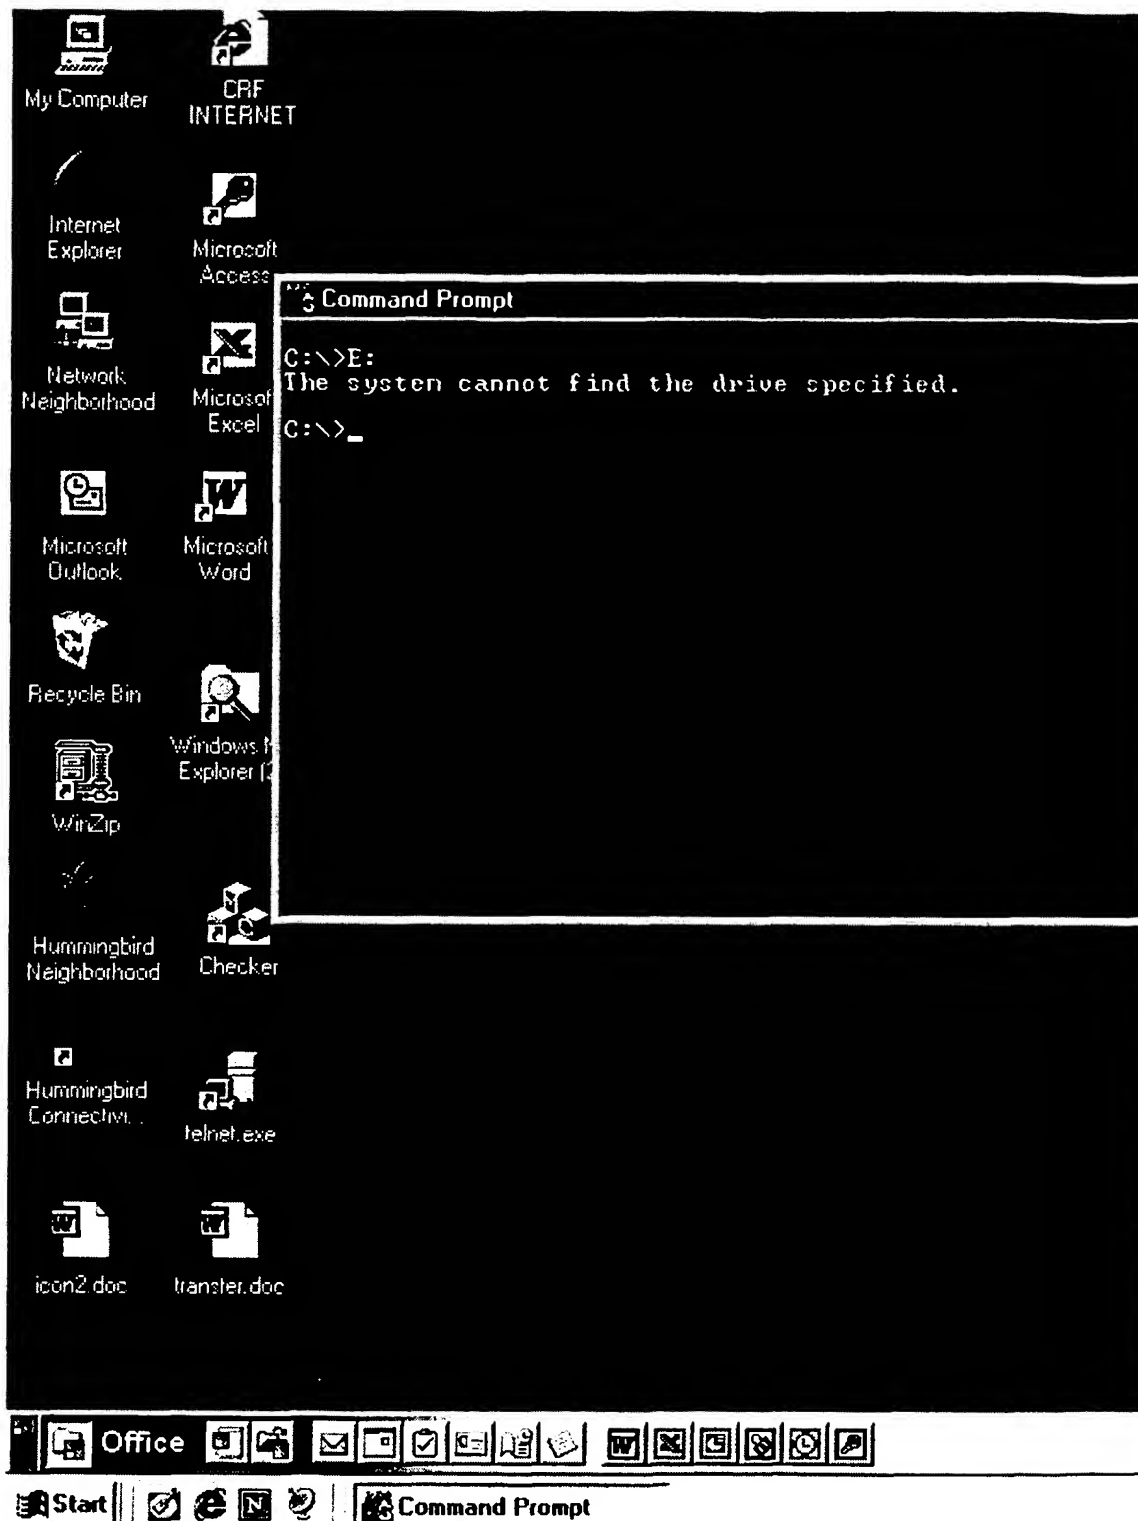 My Computer
CRF
INTERNET
Internet
Explorer
Microsoft
Access
Network
Neighborhood
Microsof
Excel
Microsoft
Outlook
Microsoft
Word
Recycle Bin
Windows N
Explorer (2
WinZip
Hummingbird
Neighborhood
Checker
Hummingbird
Connectivi...
telnet.exe
icon2.doc
transfer.doc
Command Prompt
C:\>E:
The system cannot find the drive specified.
C:\>_
Office
Start
Command Prompt